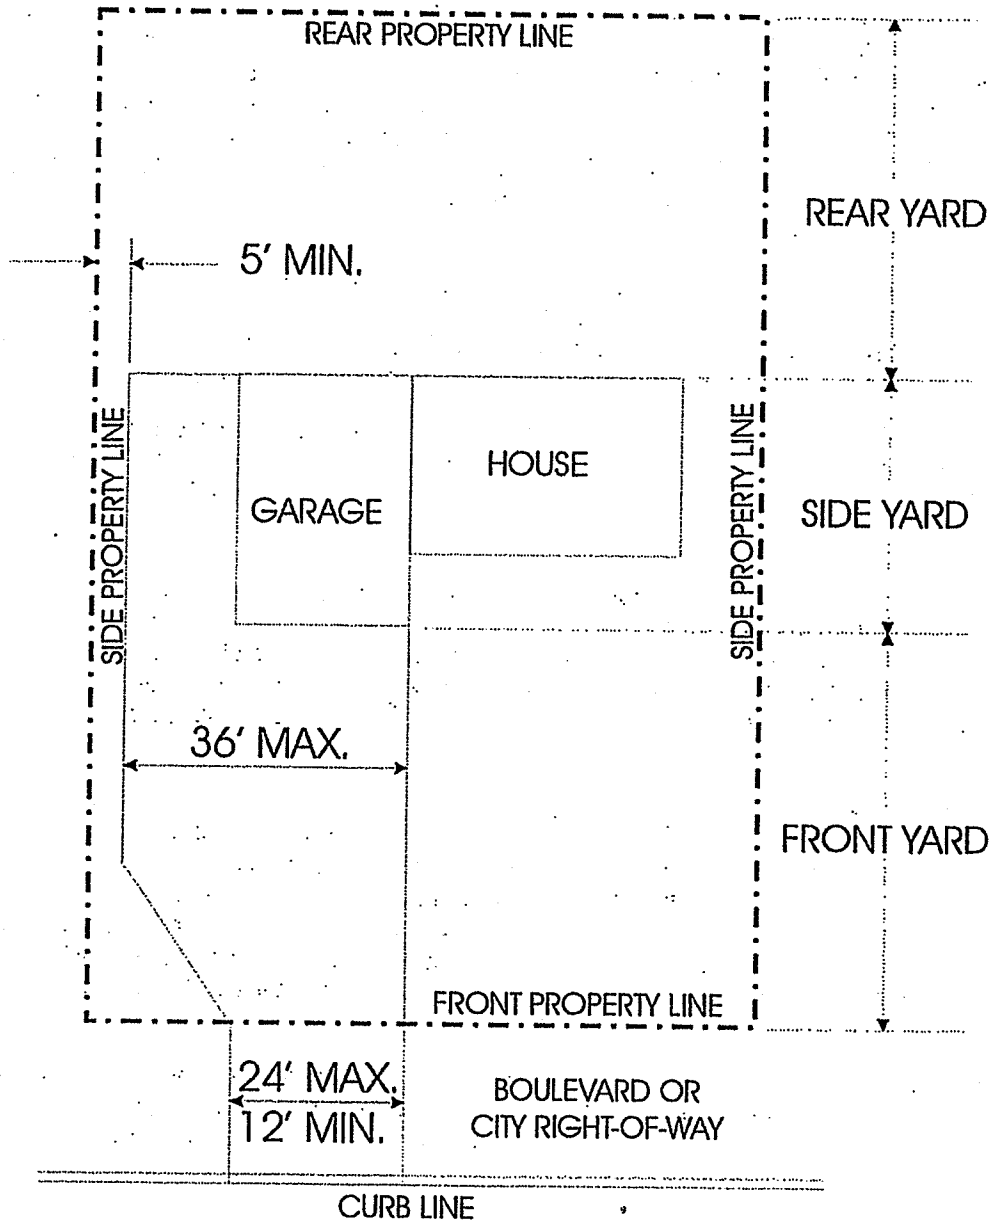 REAR PROPERTY LINE
REAR YARD
5' MIN.
SIDE PROPERTY LINE
GARAGE
HOUSE
SIDE PROPERTY LINE
SIDE YARD
36' MAX.
FRONT YARD
FRONT PROPERTY LINE
24' MAX.
12' MIN.
BOULEVARD OR
CITY RIGHT-OF-WAY
CURB LINE